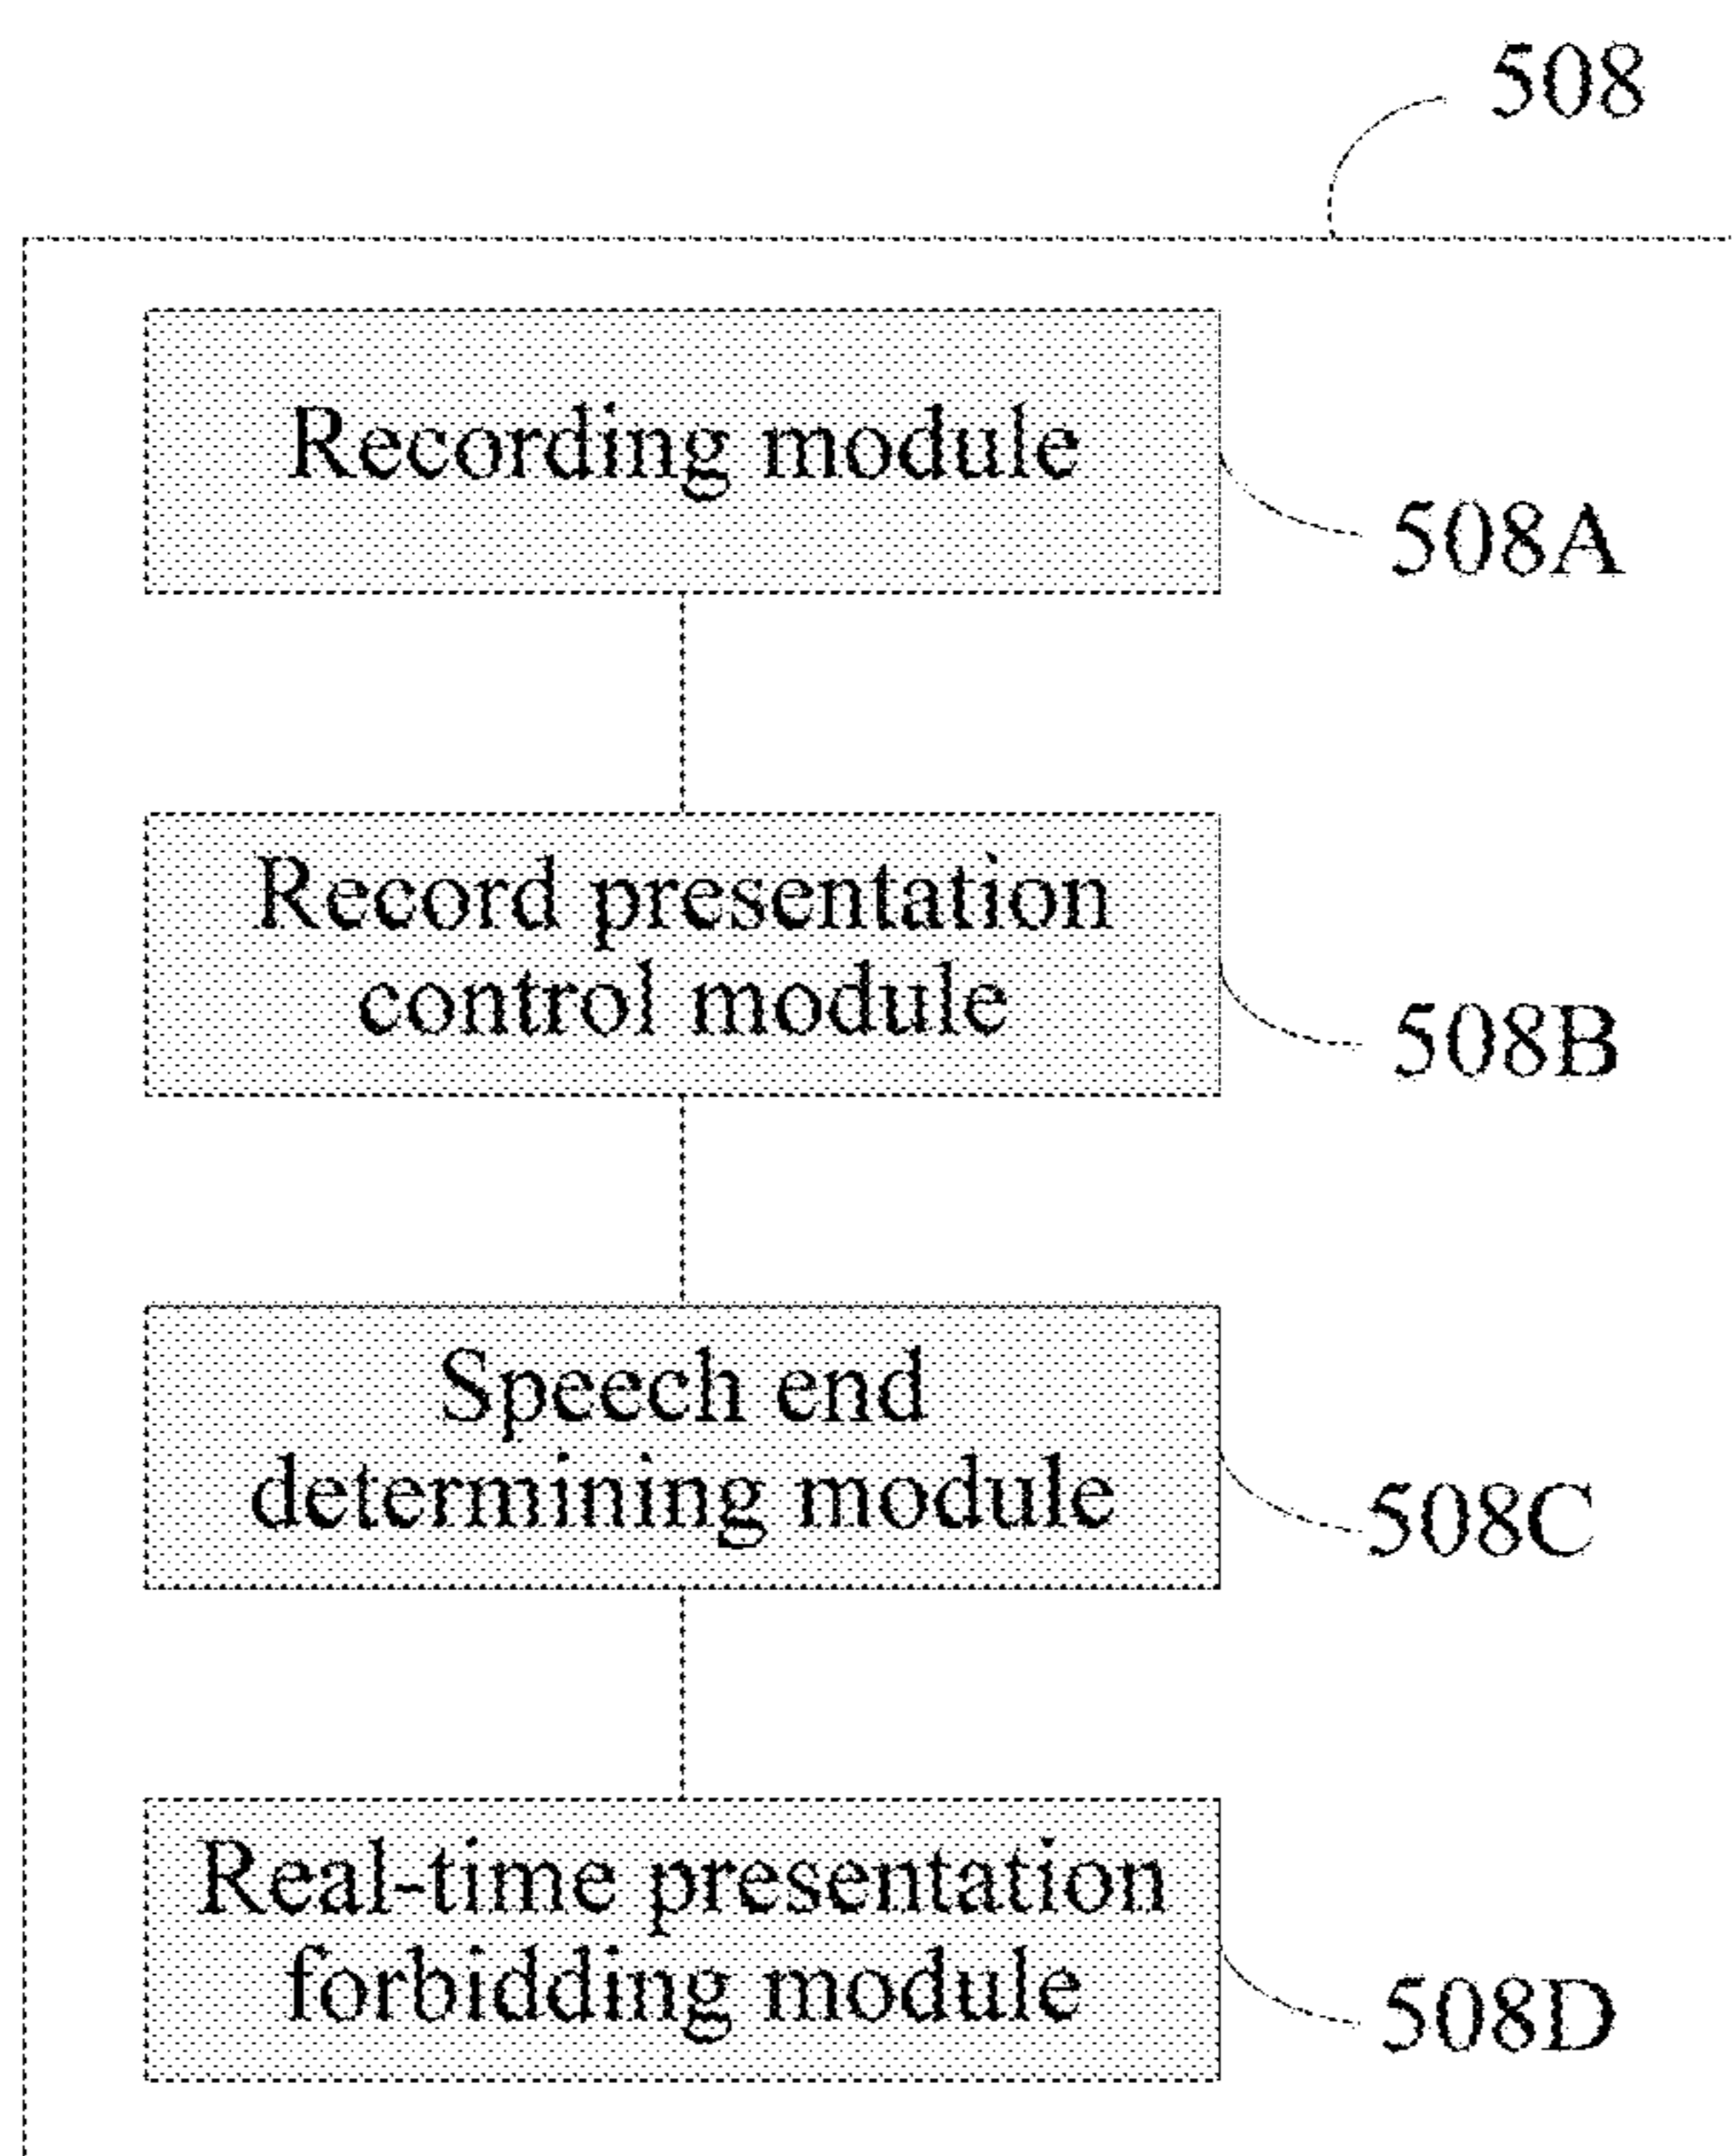 508
Recording module
508A
Record presentation
control module
508B
Speech end
determining module
508C
Real-time presentation
forbidding module
508D